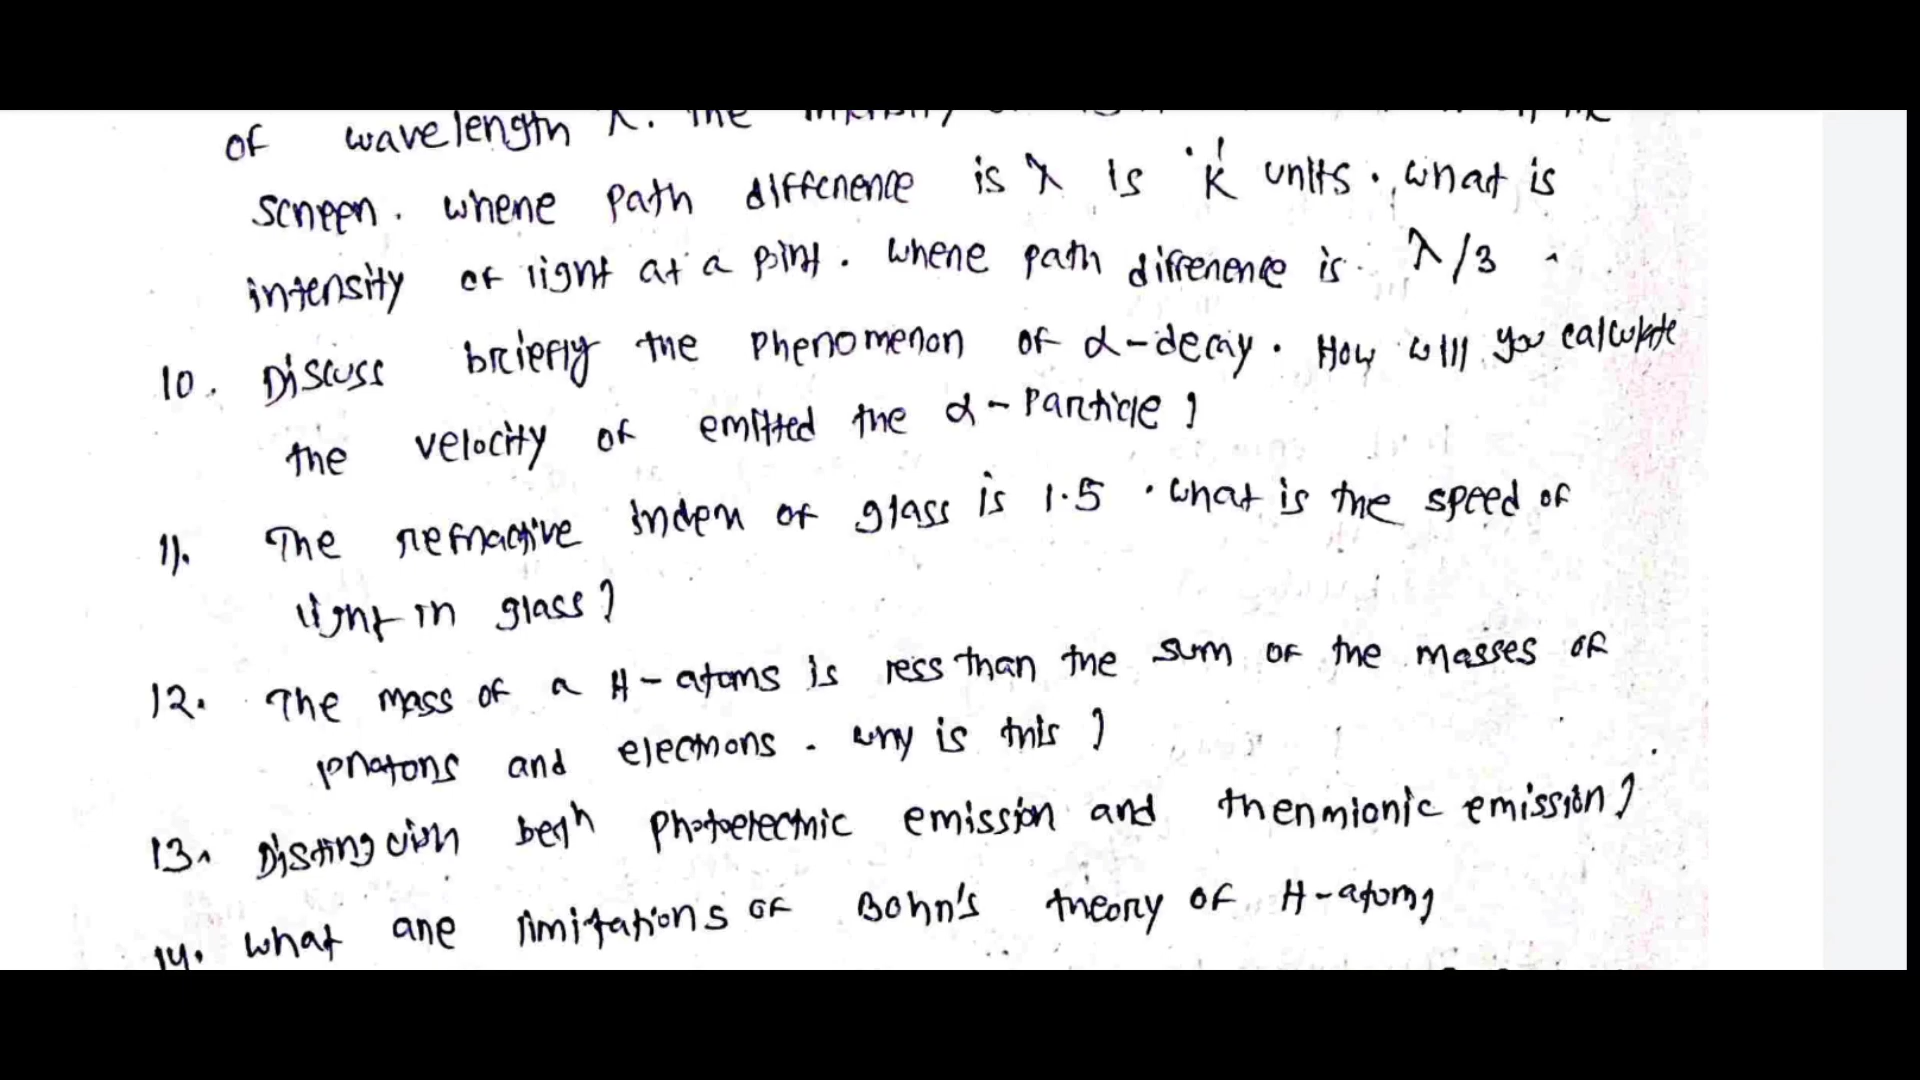 of wavelength λ. The
screen. where path difference is λ is 'k' units. what is
intensity of light at a point. where path difference is λ/3
10. Discuss briefly the phenomenon of α-decay. How will you calculate
the velocity of emitted the α-particle?
11. The refractive index of glass is 1.5. what is the speed of
light in glass?
12. The mass of a H-atoms is less than the sum of the masses of
protons and electrons. why is this?
13. Distinguish betn photoelectric emission and thermionic emission?
14. what are limitations of Bohr's theory of H-atom?